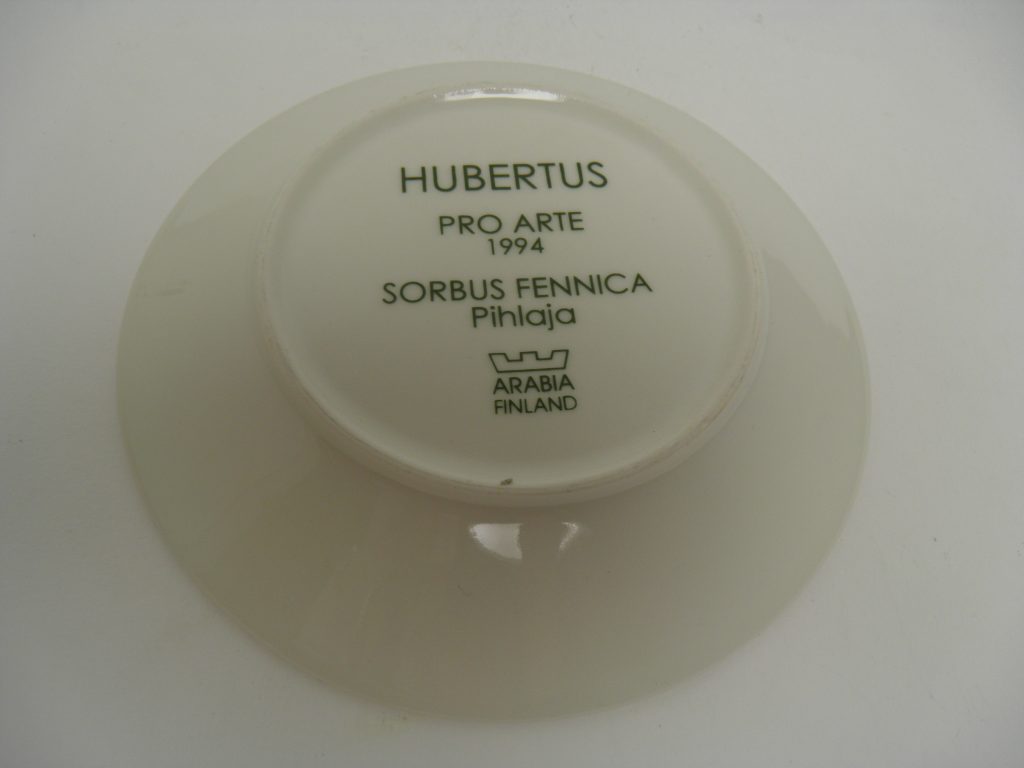 HUBERTUS
PRO ARTE
1994
SORBUS FENNICA
Pihlaja
ARABIA
FINLAND